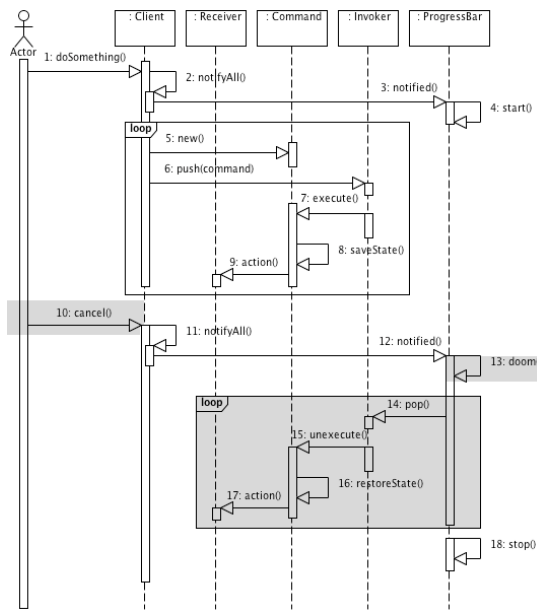 : Client
: Receiver
: Command
: Invoker
: ProgressBar
Actor
1: doSomething()
2: notifyAll()
3: notified()
4: start()
loop
5: new()
6: push(command)
7: execute()
8: saveState()
9: action()
10: cancel()
11: notifyAll()
12: notified()
13: doom
loop
14: pop()
15: unexecute()
16: restoreState()
17: action()
18: stop()